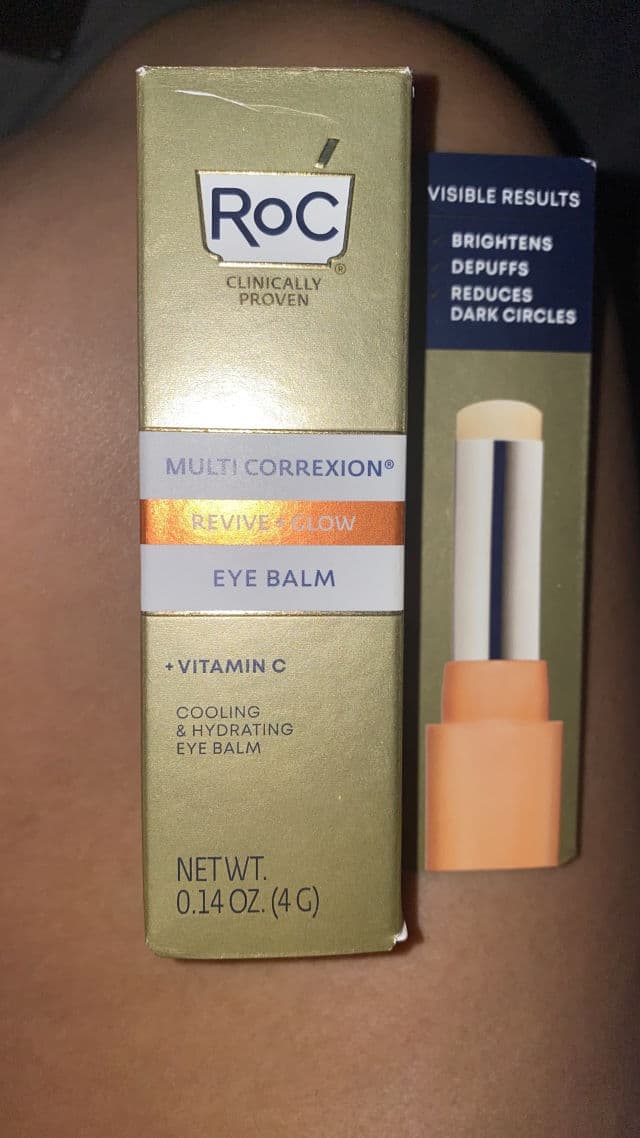 RoC®
CLINICALLY
PROVEN
MULTI CORREXION®
REVIVE + GLOW
EYE BALM
+ VITAMIN C
COOLING
& HYDRATING
EYE BALM
NET WT.
0.14 OZ. (4 G)
VISIBLE RESULTS
✓ BRIGHTENS
✓ DEPUFFS
✓ REDUCES
DARK CIRCLES